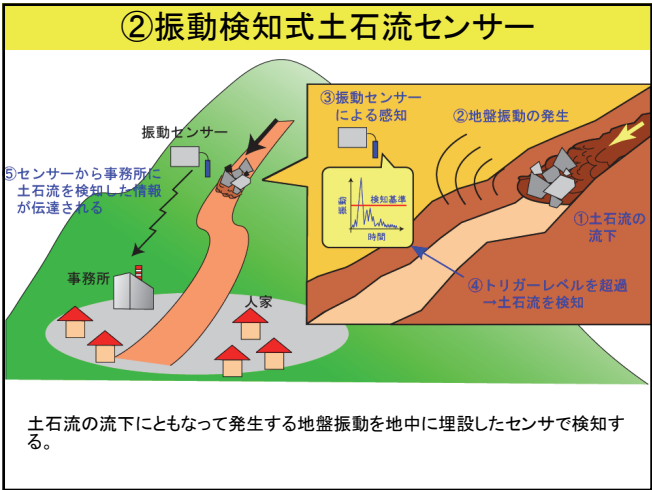 ②振動検知式土石流センサー
振動センサー
⑤センサーから事務所に
土石流を検知した情報
が伝達される
事務所
人家
③振動センサー
による感知
②地盤振動の発生
検知基準
時間
①土石流の
流下
④トリガーレベルを超過
→土石流を検知
土石流の流下にともなって発生する地盤振動を地中に埋設したセンサで検知す
る。